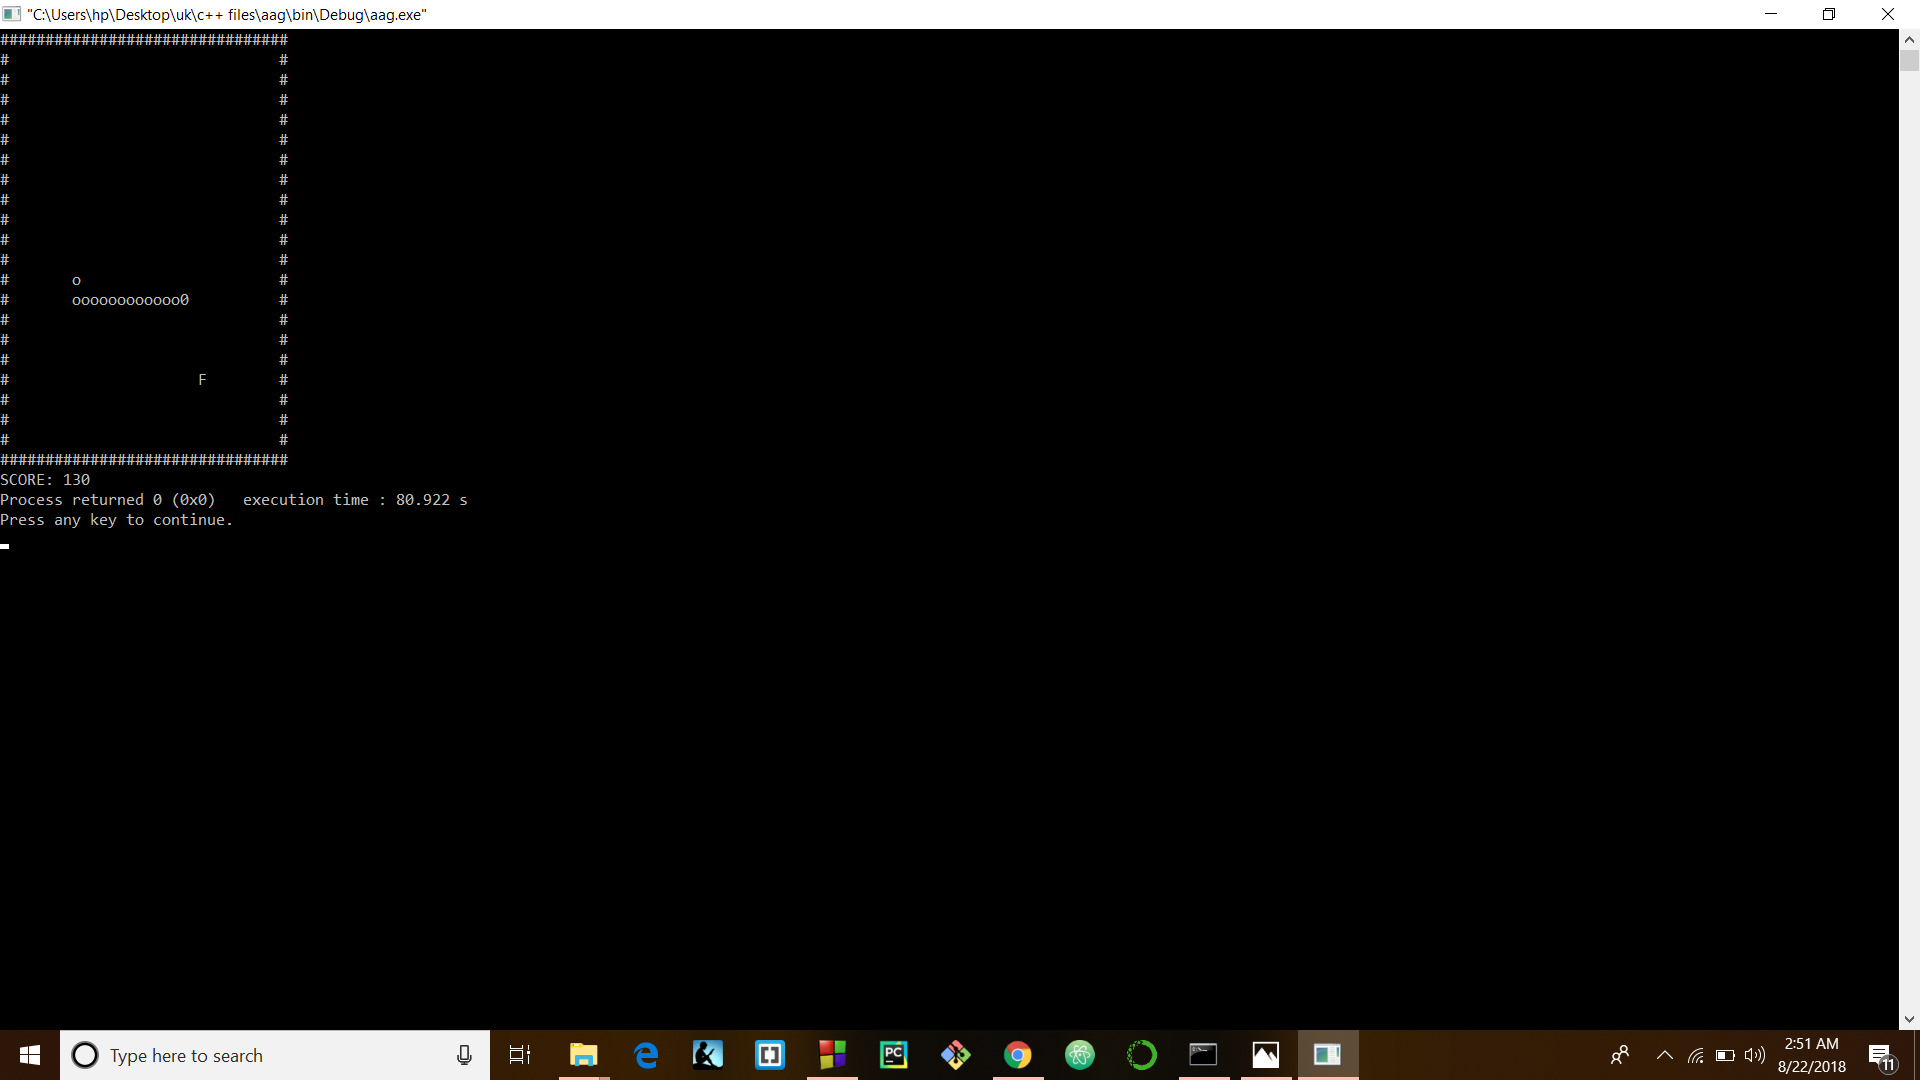 "C:\Users\hp\Desktop\uk\c++ files\aag\bin\Debug\aag.exe"
################################
#                              #
#                              #
#                              #
#                              #
#                              #
#                              #
#                              #
#                              #
#                              #
#                              #
#                              #
#       o                      #
#       oooooooooooo0          #
#                              #
#                              #
#                              #
#                     F        #
#                              #
#                              #
#                              #
################################
SCORE: 130
Process returned 0 (0x0)   execution time : 80.922 s
Press any key to continue.
Type here to search
PC
2:51 AM
8/22/2018
11